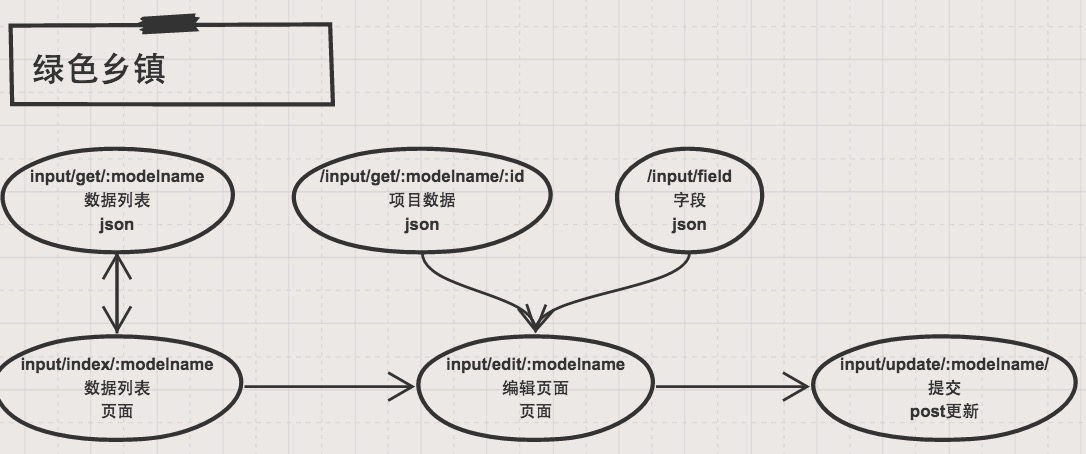 绿色乡镇
input/get/:modelname
数据列表
json
/input/get/:modelname/:id
项目数据
json
/input/field
字段
json
input/index/:modelname
数据列表
页面
input/edit/:modelname
编辑页面
页面
input/update/:modelname/
提交
post更新